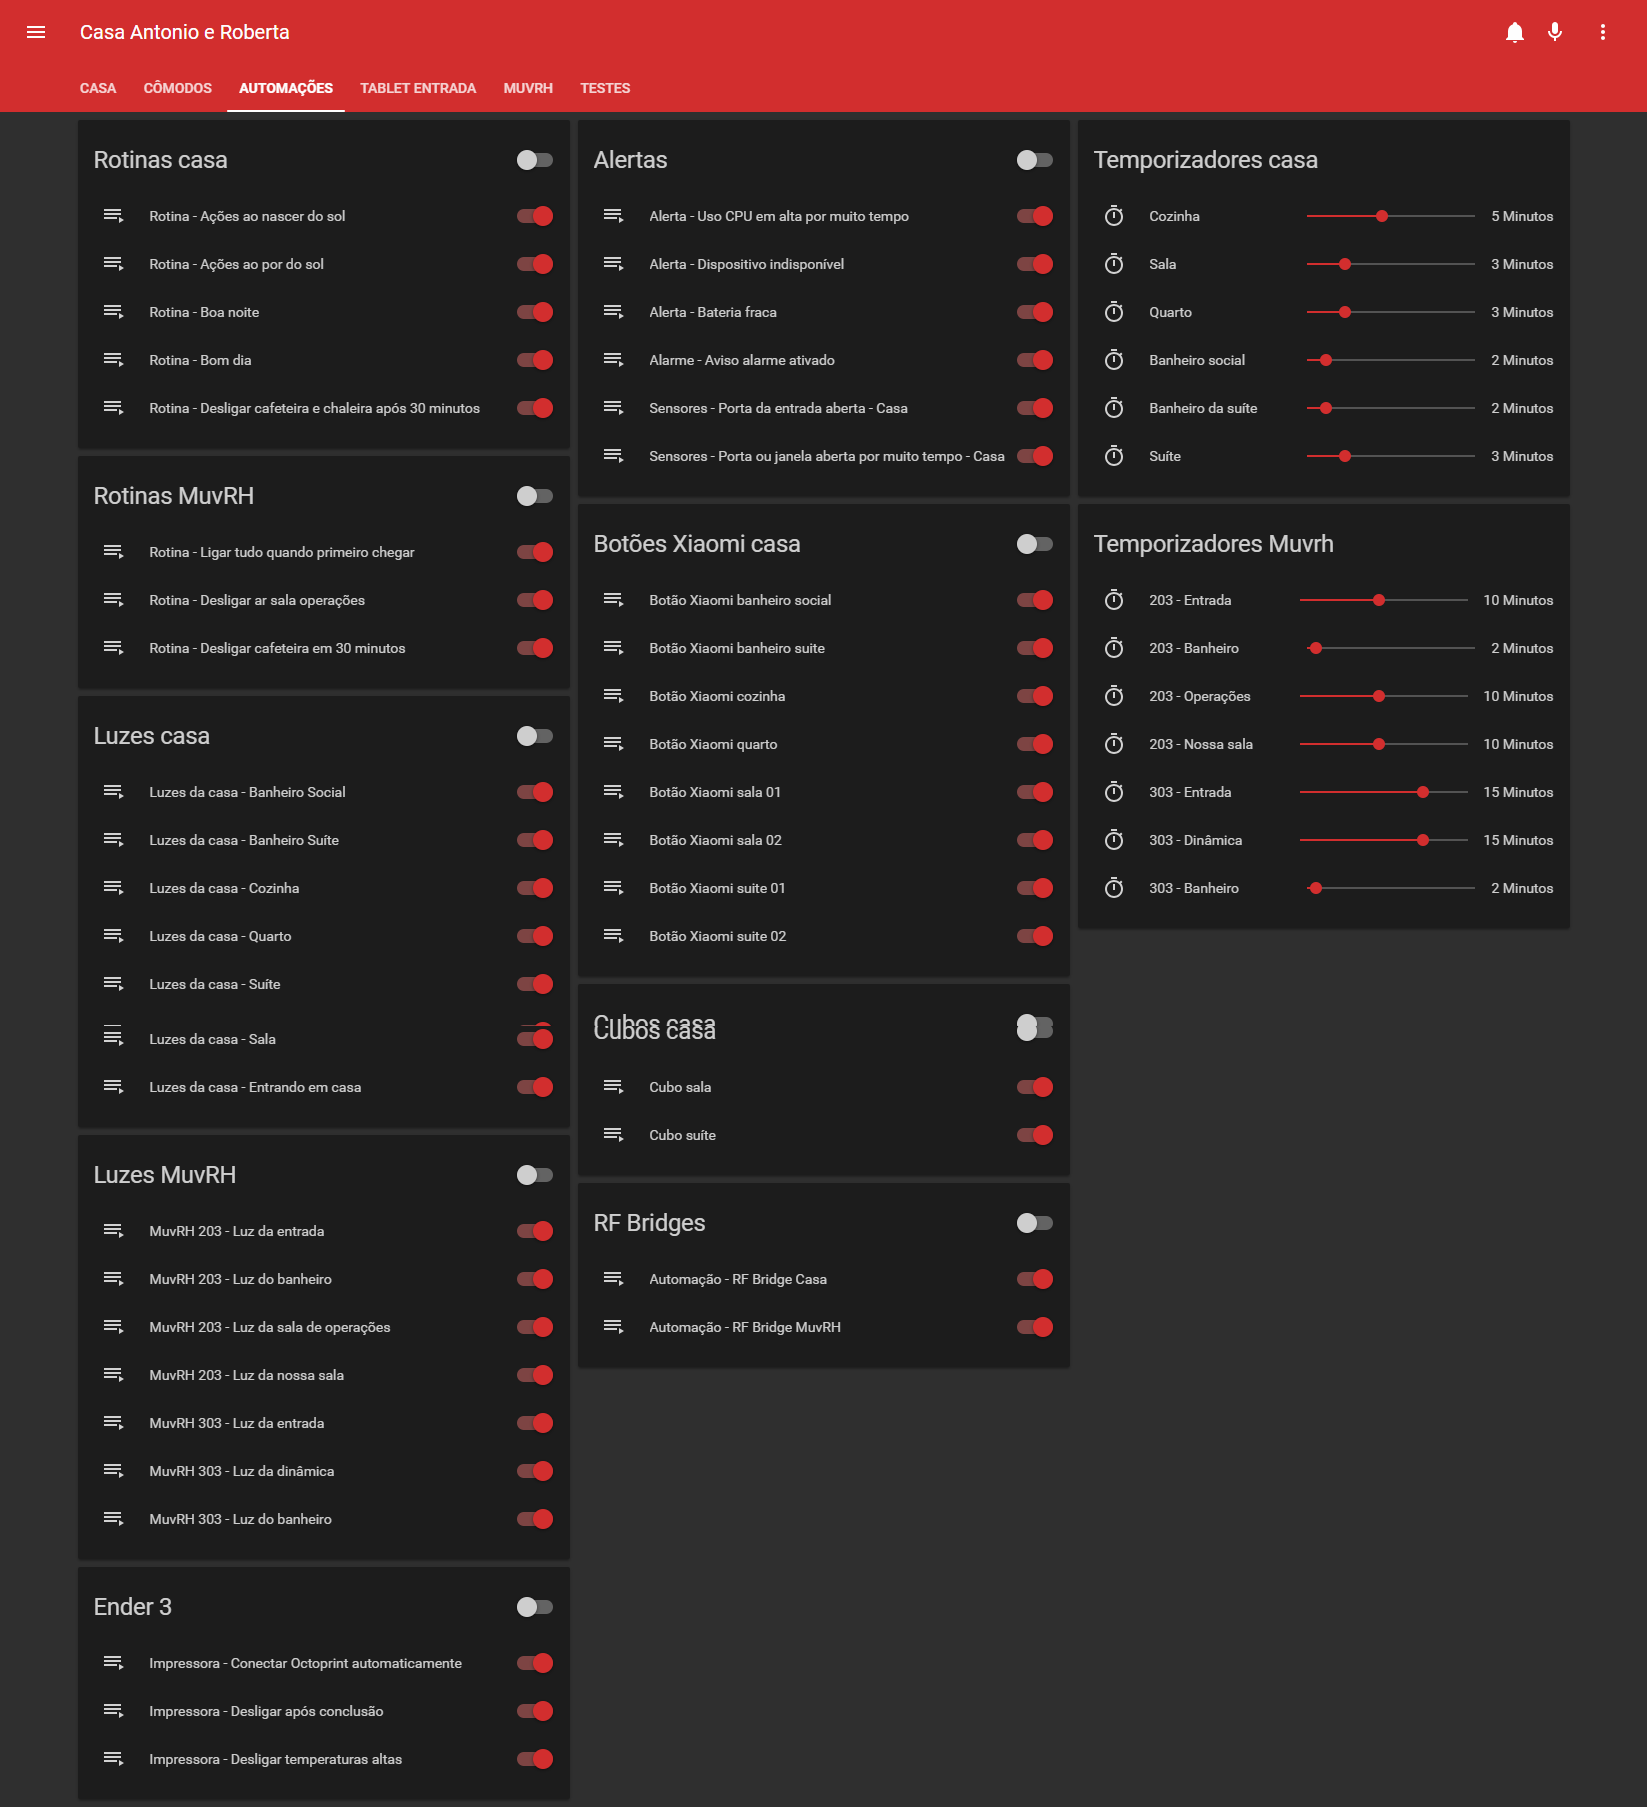 Casa Antonio e Roberta
CASA
CÔMODOS
AUTOMAÇÕES
TABLET ENTRADA
MUVRH
TESTES
Rotinas casa
Rotina - Ações ao nascer do sol
Rotina - Ações ao por do sol
Rotina - Boa noite
Rotina - Bom dia
Rotina - Desligar cafeteira e chaleira após 30 minutos
Rotinas MuvRH
Rotina - Ligar tudo quando primeiro chegar
Rotina - Desligar ar sala operações
Rotina - Desligar cafeteira em 30 minutos
Luzes casa
Luzes da casa - Banheiro Social
Luzes da casa - Banheiro Suíte
Luzes da casa - Cozinha
Luzes da casa - Quarto
Luzes da casa - Suíte
Luzes da casa - Sala
Luzes da casa - Entrando em casa
Luzes MuvRH
MuvRH 203 - Luz da entrada
MuvRH 203 - Luz do banheiro
MuvRH 203 - Luz da sala de operações
MuvRH 203 - Luz da nossa sala
MuvRH 303 - Luz da entrada
MuvRH 303 - Luz da dinâmica
MuvRH 303 - Luz do banheiro
Ender 3
Impressora - Conectar Octoprint automaticamente
Impressora - Desligar após conclusão
Impressora - Desligar temperaturas altas
Alertas
Alerta - Uso CPU em alta por muito tempo
Alerta - Dispositivo indisponível
Alerta - Bateria fraca
Alarme - Aviso alarme ativado
Sensores - Porta da entrada aberta - Casa
Sensores - Porta ou janela aberta por muito tempo - Casa
Botões Xiaomi casa
Botão Xiaomi banheiro social
Botão Xiaomi banheiro suite
Botão Xiaomi cozinha
Botão Xiaomi quarto
Botão Xiaomi sala 01
Botão Xiaomi sala 02
Botão Xiaomi suite 01
Botão Xiaomi suite 02
Cubos casa
Cubos casa
Cubo sala
Cubo suíte
RF Bridges
Automação - RF Bridge Casa
Automação - RF Bridge MuvRH
Temporizadores casa
Cozinha 5 Minutos
Sala 3 Minutos
Quarto 3 Minutos
Banheiro social 2 Minutos
Banheiro da suíte 2 Minutos
Suíte 3 Minutos
Temporizadores Muvrh
203 - Entrada 10 Minutos
203 - Banheiro 2 Minutos
203 - Operações 10 Minutos
203 - Nossa sala 10 Minutos
303 - Entrada 15 Minutos
303 - Dinâmica 15 Minutos
303 - Banheiro 2 Minutos